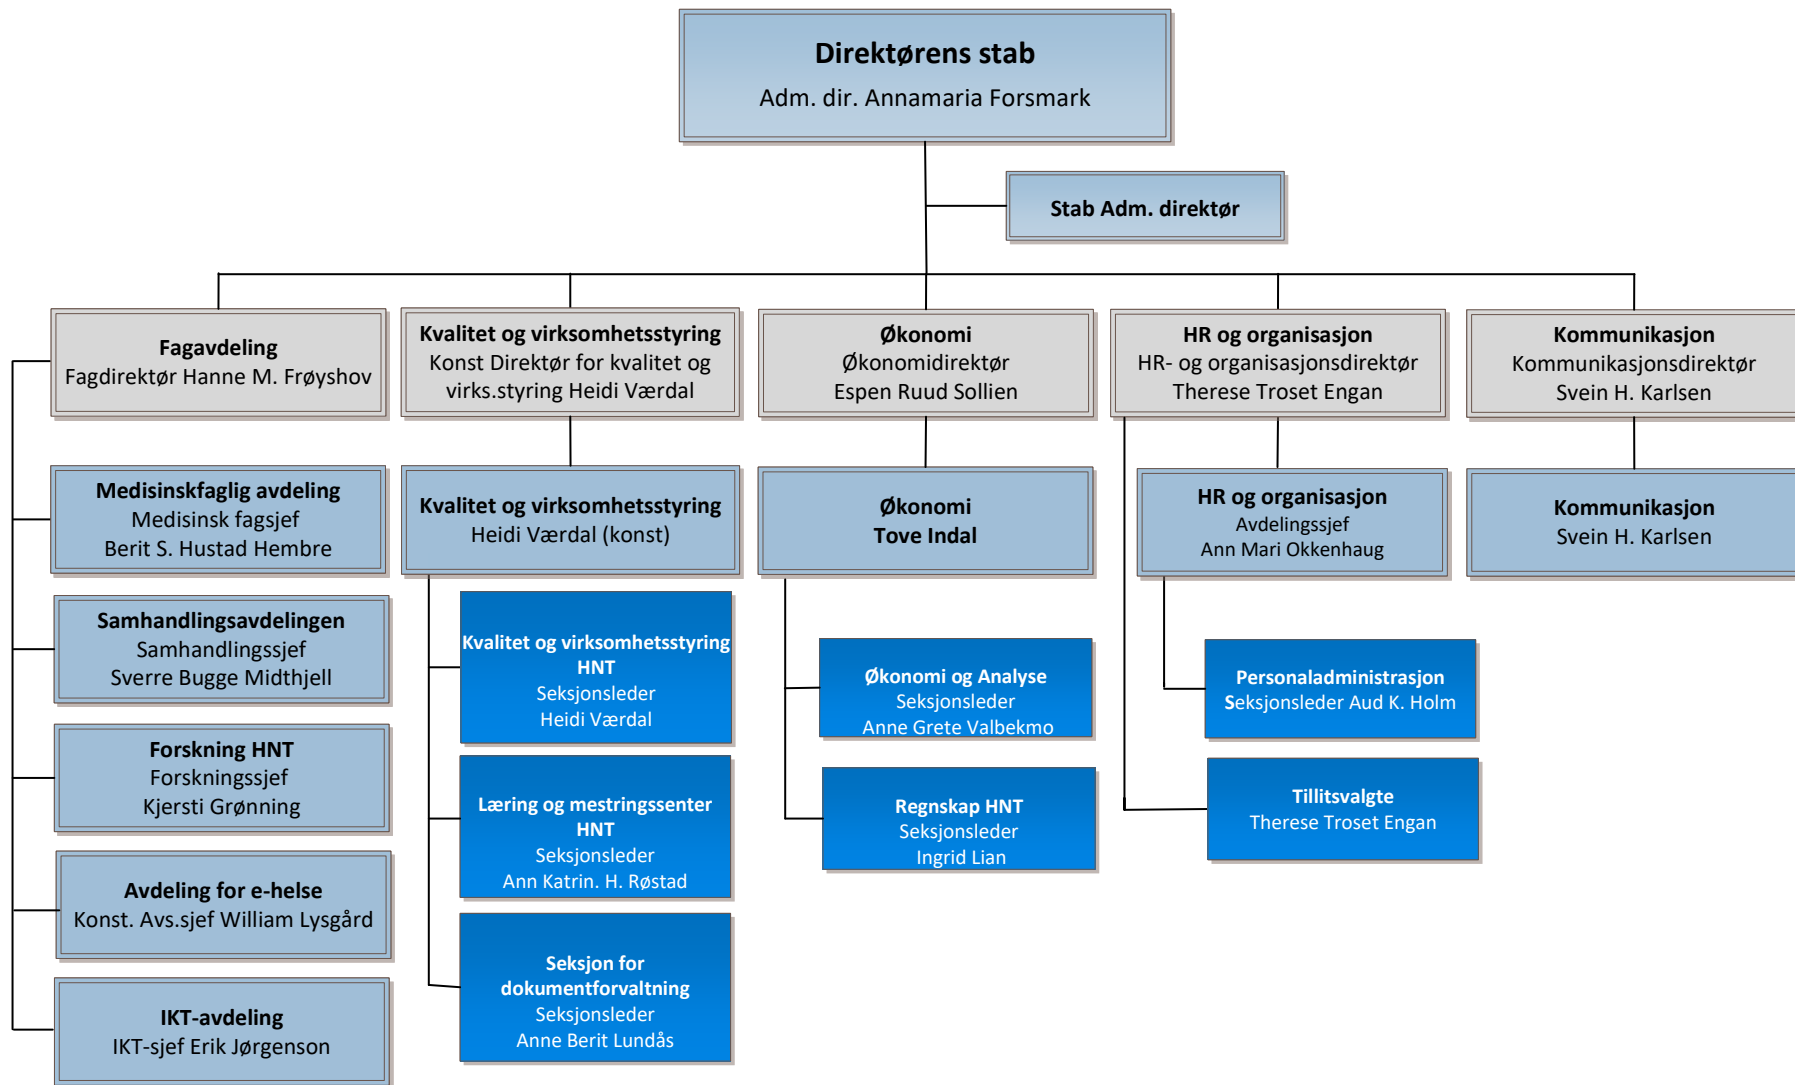 Direktørens stab
Adm. dir. Annamaria Forsmark
Stab Adm. direktør
Fagavdeling
Fagdirektør Hanne M. Frøyshov
Kvalitet og virksomhetsstyring
Konst Direktør for kvalitet og
virks.styring Heidi Værdal
Økonomi
Økonomidirektør
Espen Ruud Sollien
HR og organisasjon
HR- og organisasjonsdirektør
Therese Troset Engan
Kommunikasjon
Kommunikasjonsdirektør
Svein H. Karlsen
Medisinskfaglig avdeling
Medisinsk fagsjef
Berit S. Hustad Hembre
Samhandlingsavdelingen
Samhandlingssjef
Sverre Bugge Midthjell
Forskning HNT
Forskningssjef
Kjersti Grønning
Avdeling for e-helse
Konst. Avs.sjef William Lysgård
IKT-avdeling
IKT-sjef Erik Jørgenson
Kvalitet og virksomhetsstyring
Heidi Værdal (konst)
Kvalitet og virksomhetsstyring
HNT
Seksjonsleder
Heidi Værdal
Læring og mestringssenter
HNT
Seksjonsleder
Ann Katrin. H. Røstad
Seksjon for
dokumentforvaltning
Seksjonsleder
Anne Berit Lundås
Økonomi
Tove Indal
Økonomi og Analyse
Seksjonsleder
Anne Grete Valbekmo
Regnskap HNT
Seksjonsleder
Ingrid Lian
HR og organisasjon
Avdelingssjef
Ann Mari Okkenhaug
Personaladministrasjon
Seksjonsleder Aud K. Holm
Tillitsvalgte
Therese Troset Engan
Kommunikasjon
Svein H. Karlsen